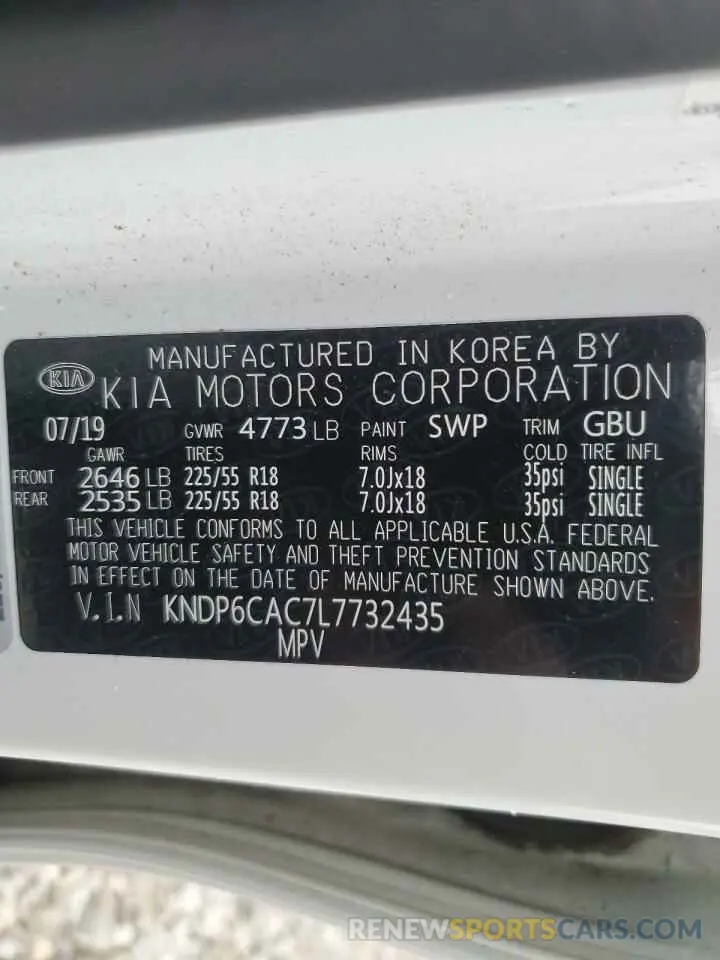 MANUFACTURED IN KOREA BY
KIA KIA MOTORS CORPORATION
07/19 GVWR 4773 LB PAINT SWP TRIM GBU
GAWR TIRES RIMS COLD TIRE INFL
FRONT 2646 LB 225/55 R18 7.0Jx18 35psi SINGLE
REAR 2535 LB 225/55 R18 7.0Jx18 35psi SINGLE
THIS VEHICLE CONFORMS TO ALL APPLICABLE U.S.A. FEDERAL
MOTOR VEHICLE SAFETY AND THEFT PREVENTION STANDARDS
IN EFFECT ON THE DATE OF MANUFACTURE SHOWN ABOVE.
V.I.N KNDP6CAC7L7732435
MPV
RENEWSPORTSCARS.COM